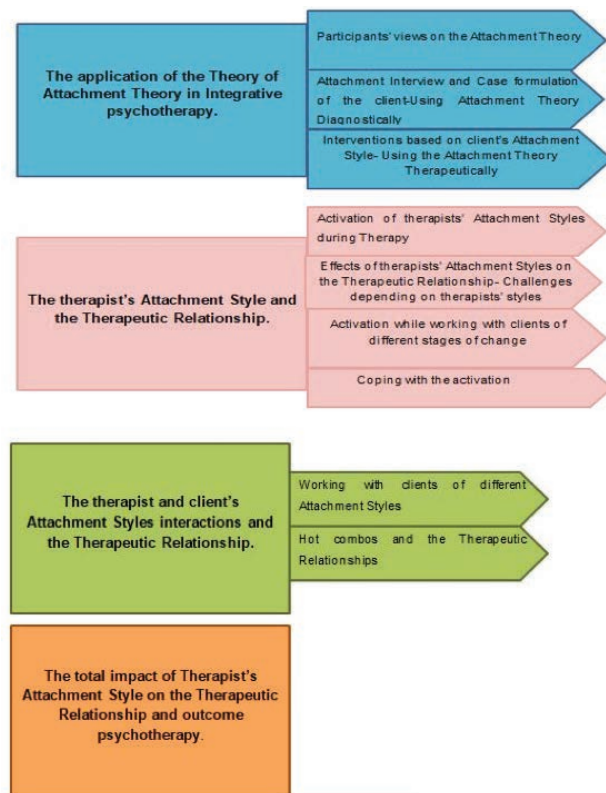 The application of the Theory of
Attachment Theory in Integrative
psychotherapy.
Participants' views on the Attachment Theory
Attachment Interview and Case formulation
of the client-Using Attachment Theory
Diagnostically
Interventions based on client's Attachment
Style- Using the Attachment Theory
Therapeutically
The therapist's Attachment Style and
the Therapeutic Relationship.
Activation of therapists' Attachment Styles
during Therapy
Effects of therapists' Attachment Styles on
the Therapeutic Relationship- Challenges
depending on therapists' styles
Activation while working with clients of
different stages of change
Coping with the activation
The therapist and client's
Attachment Styles interactions and
the Therapeutic Relationship.
Working with clients of different
Attachment Styles
Hot combos and the Therapeutic
Relationships
The total impact of Therapist's
Attachment Style on the Therapeutic
Relationship and outcome
psychotherapy.